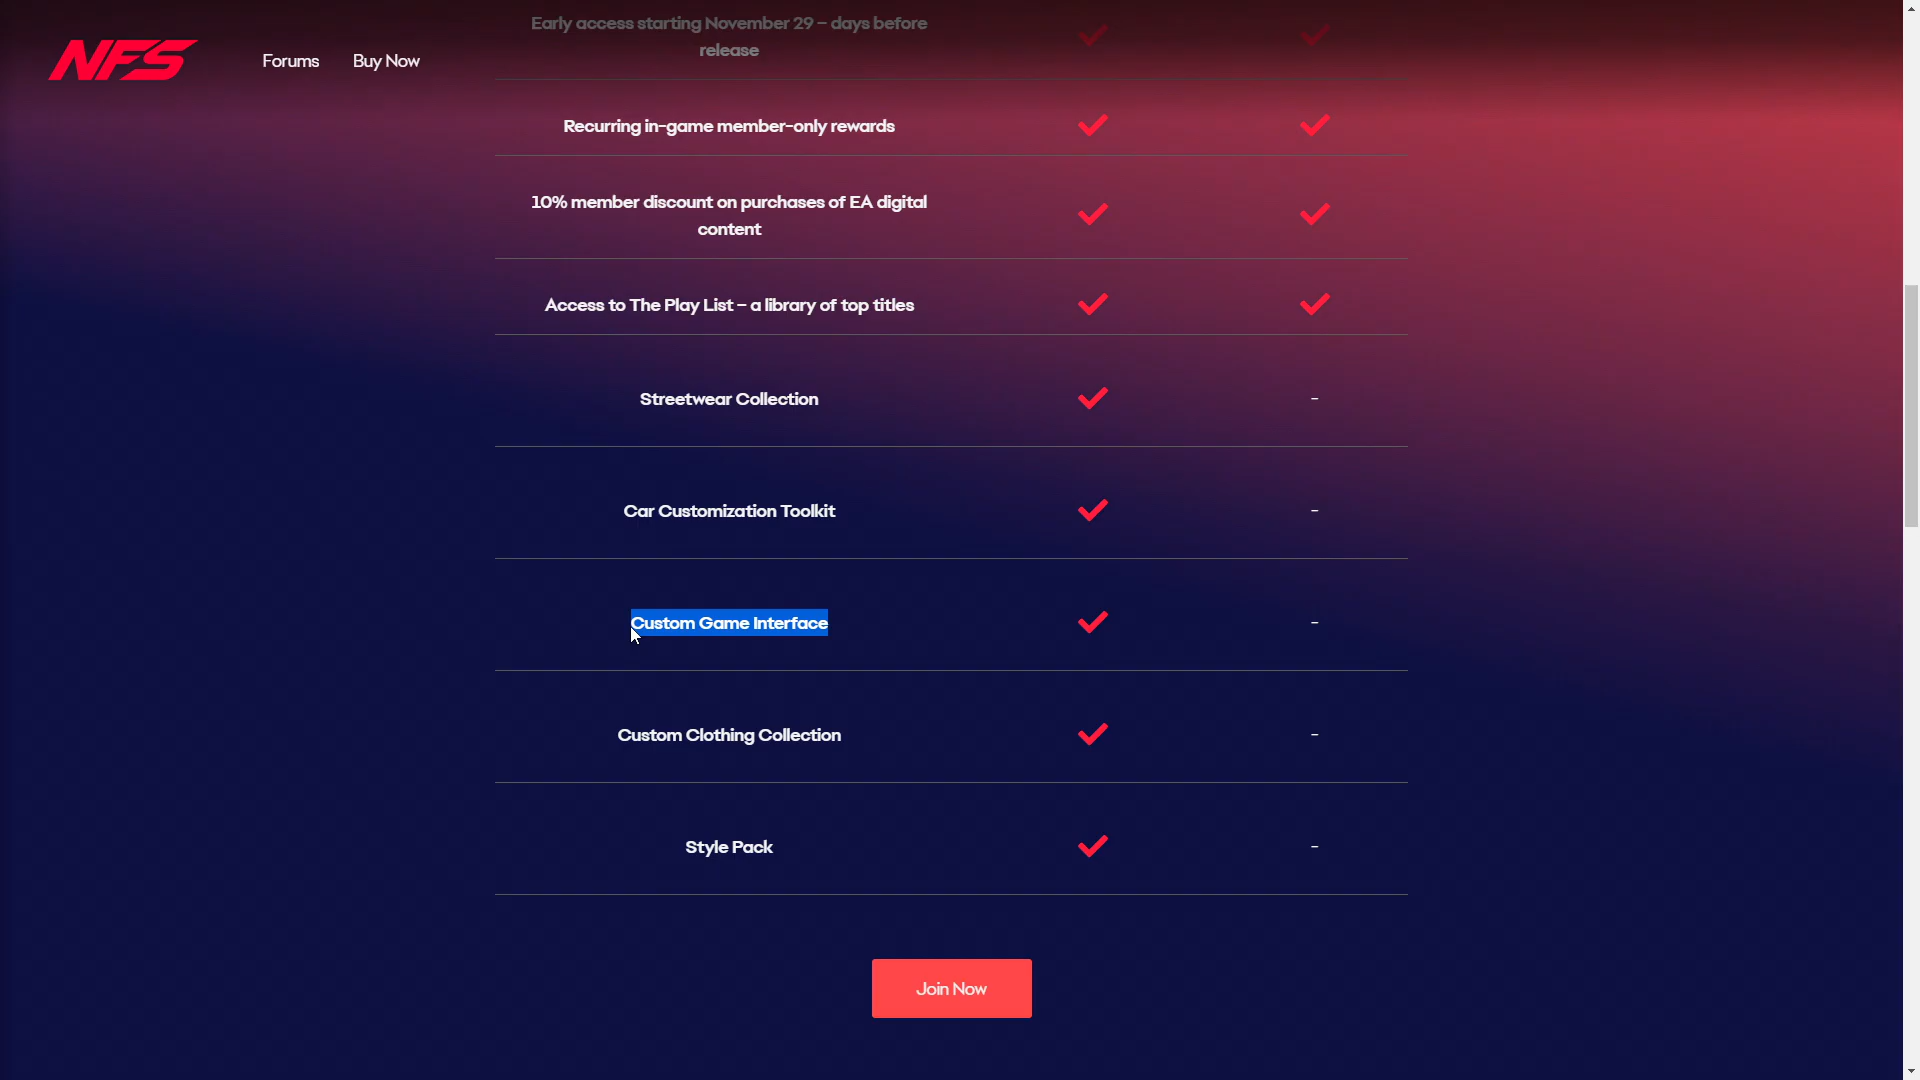 Early access starting November 29 – days before
release
NFS
Forums
Buy Now
Recurring in-game member-only rewards
10% member discount on purchases of EA digital
content
Access to The Play List – a library of top titles
Streetwear Collection
-
Car Customization Toolkit
-
Custom Game Interface
-
Custom Clothing Collection
-
Style Pack
-
Join Now